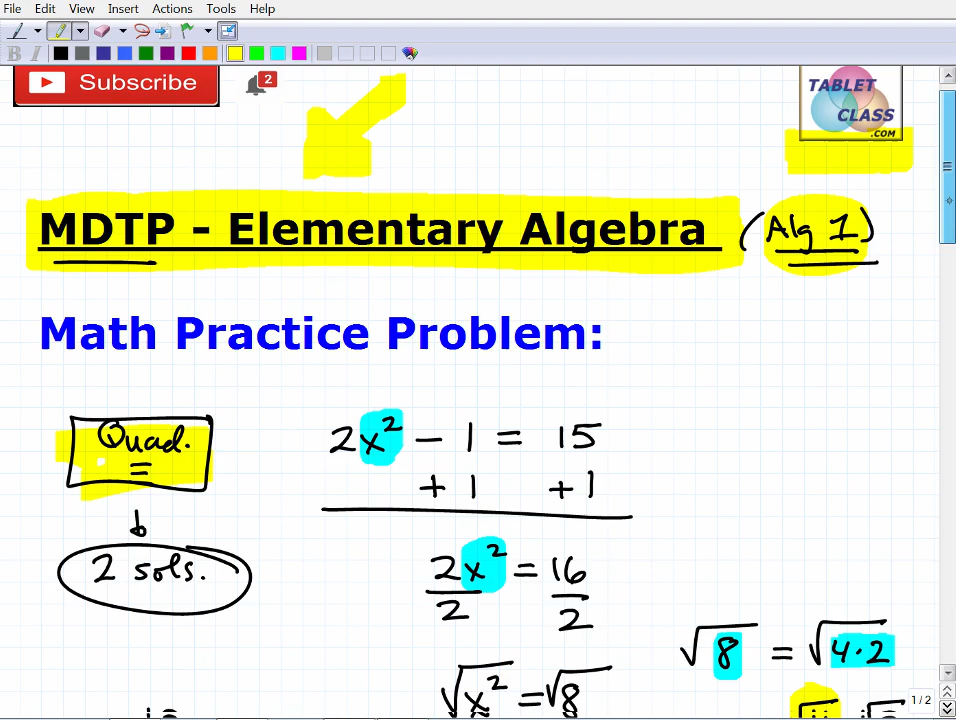 File Edit View Insert Actions Tools Help
B I
Subscribe
2
TABLET
CLASS
.COM
MDTP - Elementary Algebra (Alg 1)
Math Practice Problem:
Quad.
=
2 sols.
2x² - 1 = 15
+ 1 +1
2x² = 16
2 2
√x² = √8
√8 = √4·2
1 / 2